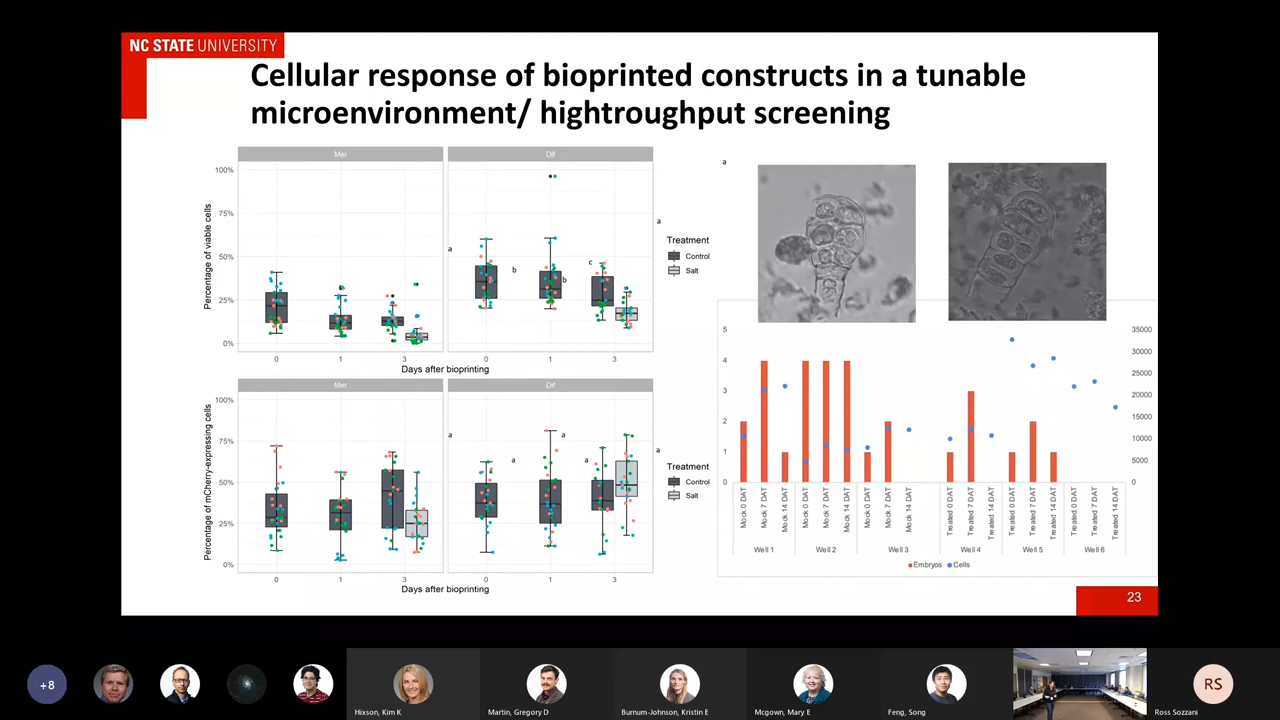 NC STATE UNIVERSITY
Cellular response of bioprinted constructs in a tunable
microenvironment/ hightroughput screening
Mer
Dif
Percentage of viable cells
100%
75%
50%
25%
0%
0
1
3
0
1
3
Days after bioprinting
a
b
b
c
a
Treatment
Control
Salt
Mer
Dif
Percentage of mCherry-expressing cells
100%
75%
50%
25%
0%
0
1
3
0
1
3
Days after bioprinting
a
a
a
a
a
Treatment
Control
Salt
a
5
4
3
2
1
0
35000
30000
25000
20000
15000
10000
5000
0
Mock 0 DAT
Mock 7 DAT
Mock 14 DAT
Mock 0 DAT
Mock 7 DAT
Mock 14 DAT
Mock 0 DAT
Mock 7 DAT
Mock 14 DAT
Treated 0 DAT
Treated 7 DAT
Treated 14 DAT
Treated 0 DAT
Treated 7 DAT
Treated 14 DAT
Treated 0 DAT
Treated 7 DAT
Treated 14 DAT
Well 1
Well 2
Well 3
Well 4
Well 5
Well 6
Embryos
Cells
23
+8
Hixson, Kim K
Martin, Gregory D
Burnum-Johnson, Kristin E
Mcgown, Mary E
Feng, Song
RS
Ross Sozzani